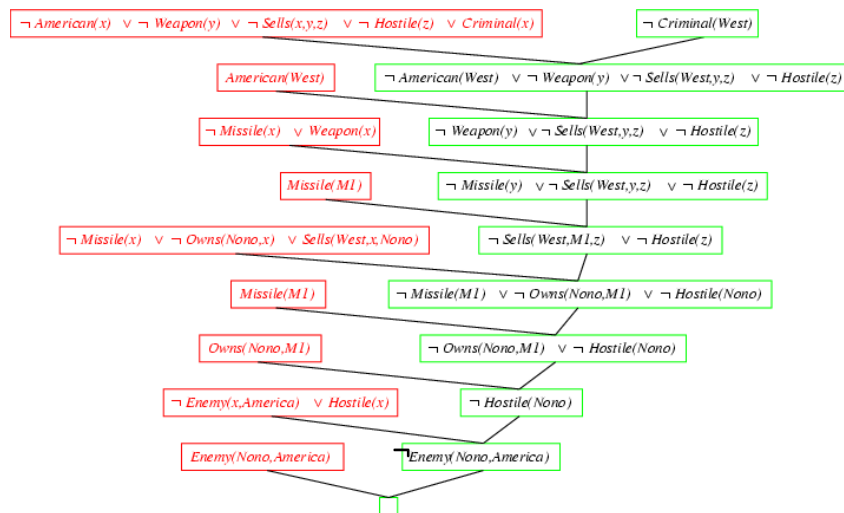 ¬ American(x) ∨ ¬ Weapon(y) ∨ ¬ Sells(x,y,z) ∨ ¬ Hostile(z) ∨ Criminal(x)
¬ Criminal(West)
American(West)
¬ American(West) ∨ ¬ Weapon(y) ∨ ¬ Sells(West,y,z) ∨ ¬ Hostile(z)
¬ Missile(x) ∨ Weapon(x)
¬ Weapon(y) ∨ ¬ Sells(West,y,z) ∨ ¬ Hostile(z)
Missile(M1)
¬ Missile(y) ∨ ¬ Sells(West,y,z) ∨ ¬ Hostile(z)
¬ Missile(x) ∨ ¬ Owns(Nono,x) ∨ Sells(West,x,Nono)
¬ Sells(West,M1,z) ∨ ¬ Hostile(z)
Missile(M1)
¬ Missile(M1) ∨ ¬ Owns(Nono,M1) ∨ ¬ Hostile(Nono)
Owns(Nono,M1)
¬ Owns(Nono,M1) ∨ ¬ Hostile(Nono)
¬ Enemy(x,America) ∨ Hostile(x)
¬ Hostile(Nono)
Enemy(Nono,America)
¬ Enemy(Nono,America)